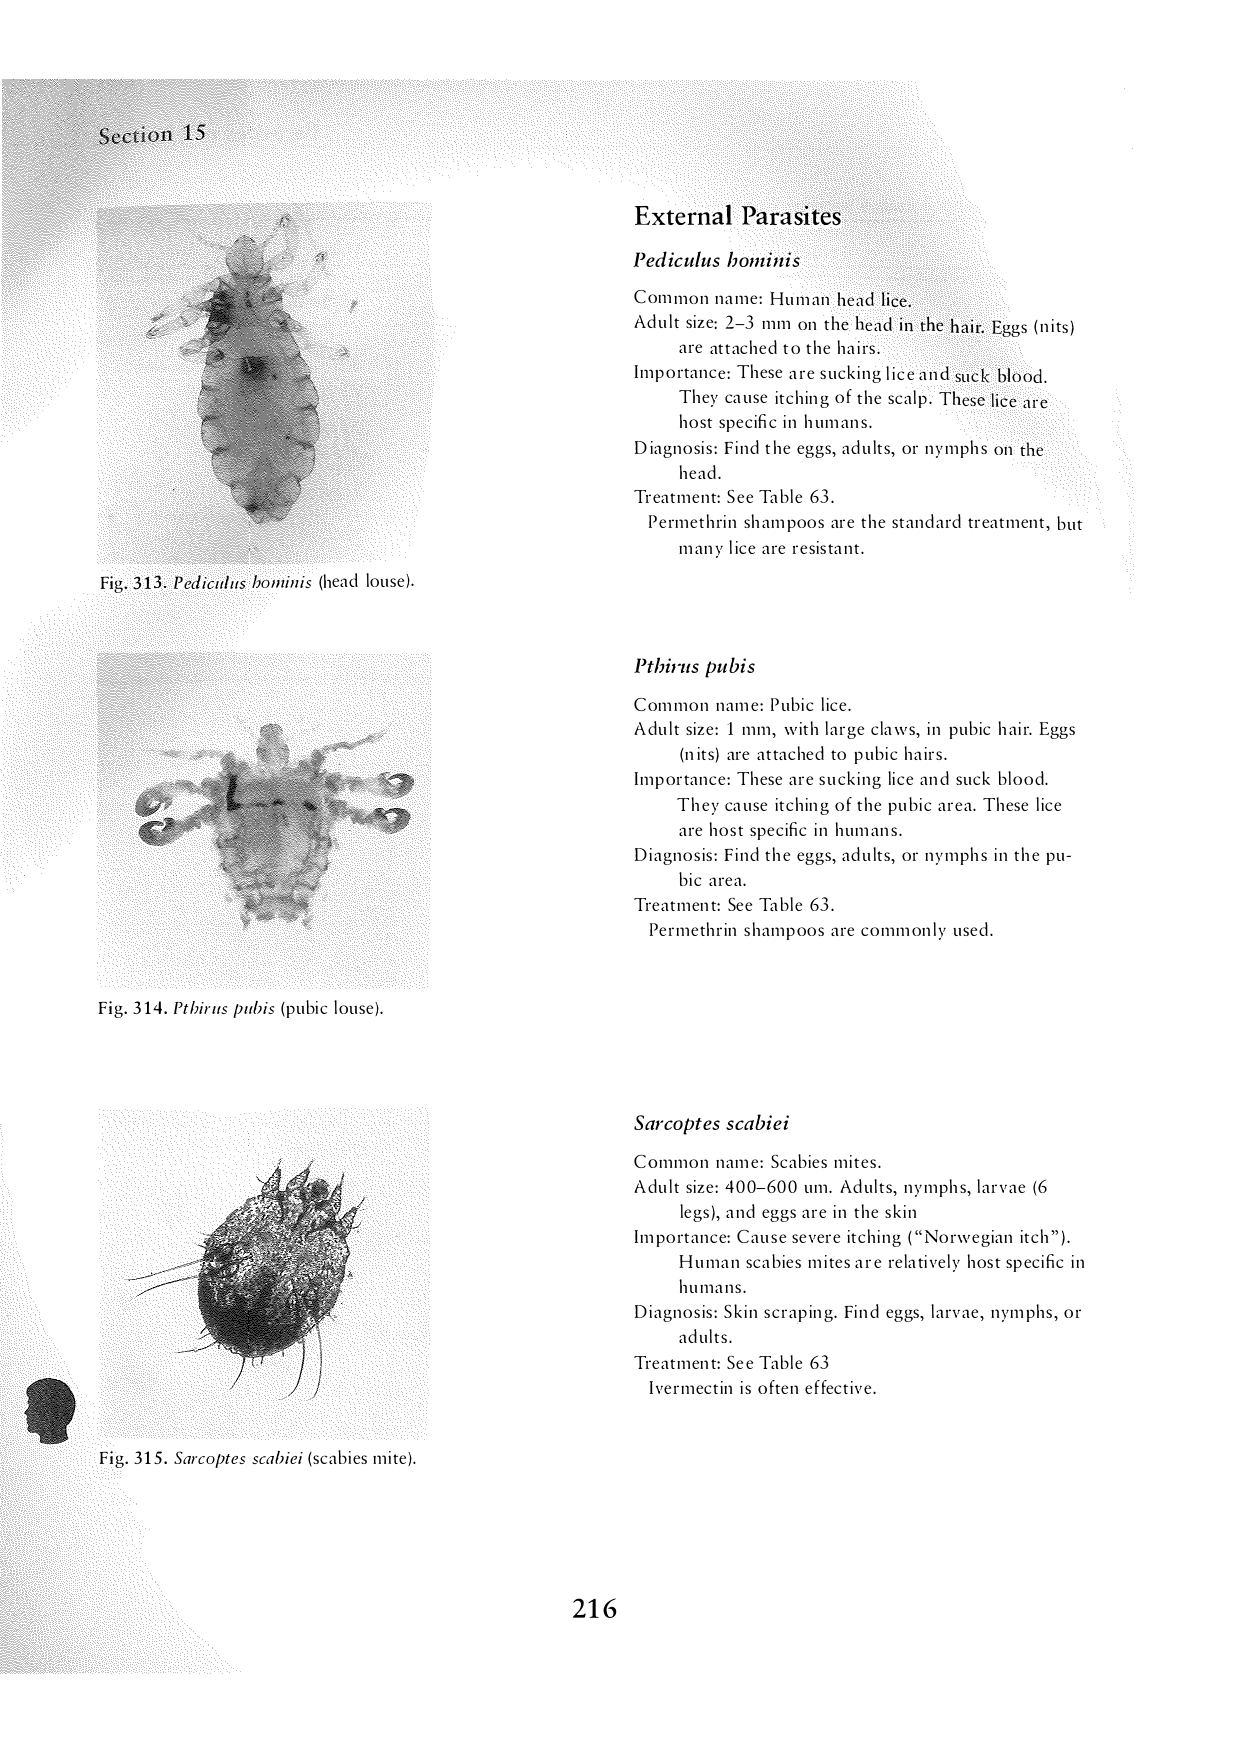 Section 15
External Parasites
Pediculus hominis
Common name: Human head lice.
Adult size: 2–3 mm on the head in the hair. Eggs (nits)
are attached to the hairs.
Importance: These are sucking lice and suck blood.
They cause itching of the scalp. These lice are
host specific in humans.
Diagnosis: Find the eggs, adults, or nymphs on the
head.
Treatment: See Table 63.
Permethrin shampoos are the standard treatment, but
many lice are resistant.
Fig. 313. Pediculus hominis (head louse).
Pthirus pubis
Common name: Pubic lice.
Adult size: 1 mm, with large claws, in pubic hair. Eggs
(nits) are attached to pubic hairs.
Importance: These are sucking lice and suck blood.
They cause itching of the pubic area. These lice
are host specific in humans.
Diagnosis: Find the eggs, adults, or nymphs in the pu-
bic area.
Treatment: See Table 63.
Permethrin shampoos are commonly used.
Fig. 314. Pthirus pubis (pubic louse).
Sarcoptes scabiei
Common name: Scabies mites.
Adult size: 400–600 um. Adults, nymphs, larvae (6
legs), and eggs are in the skin
Importance: Cause severe itching (“Norwegian itch”).
Human scabies mites are relatively host specific in
humans.
Diagnosis: Skin scraping. Find eggs, larvae, nymphs, or
adults.
Treatment: See Table 63
Ivermectin is often effective.
Fig. 315. Sarcoptes scabiei (scabies mite).
216